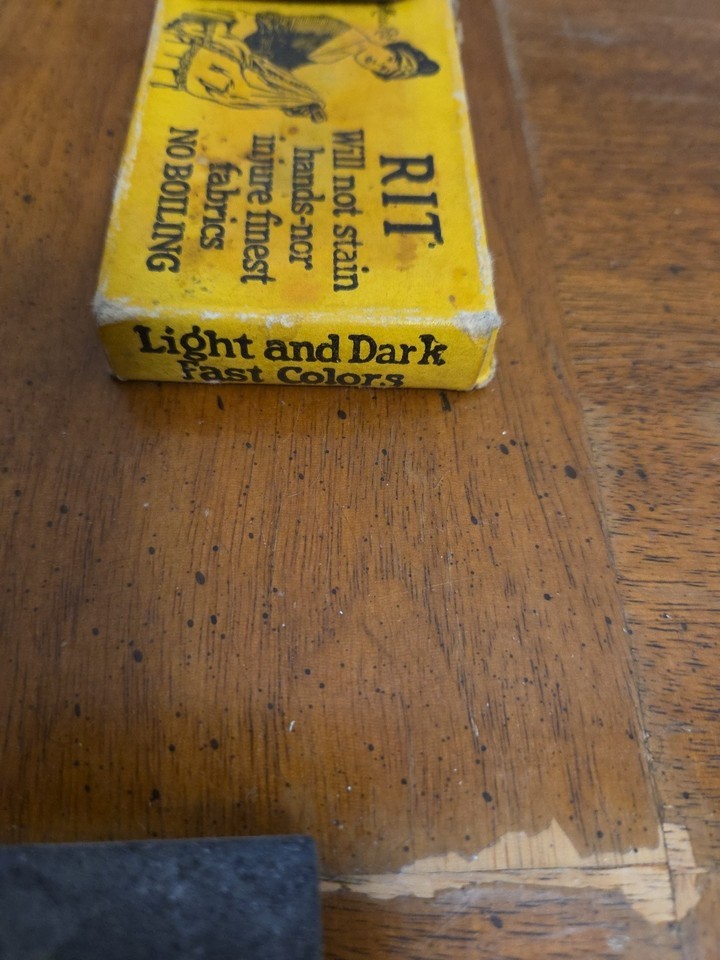 RIT
Will not stain
hands-nor
injure finest
fabrics
NO BOILING
Light and Dark
Fast Colors